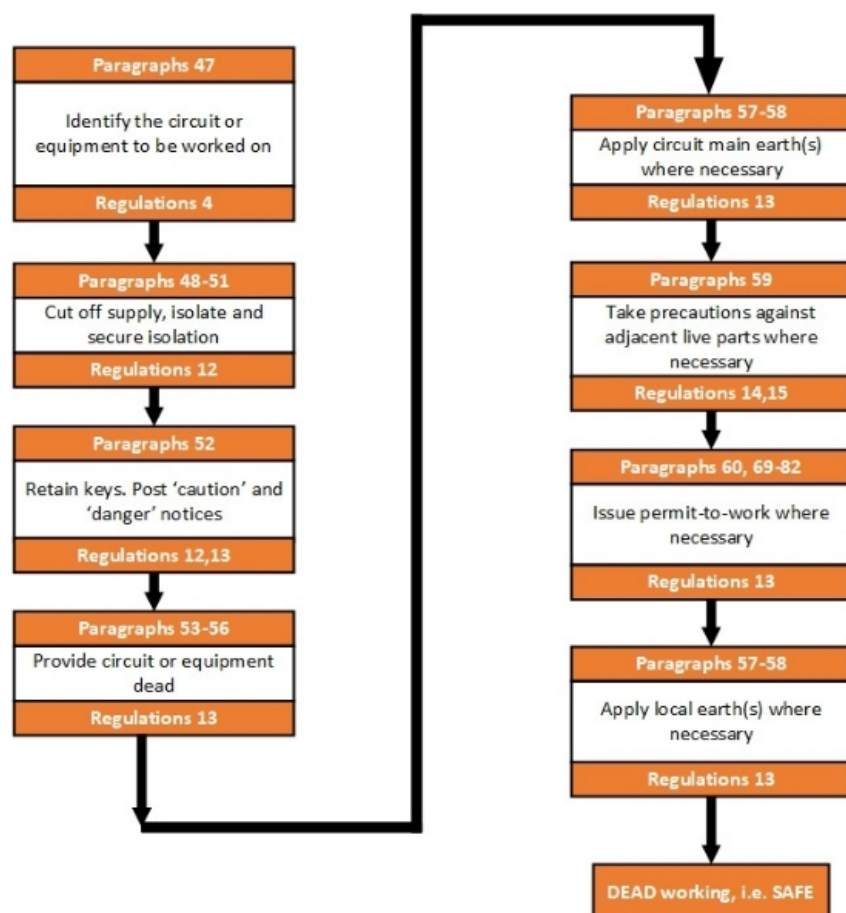 Paragraphs 47
Identify the circuit or
equipment to be worked on
Regulations 4
Paragraphs 48-51
Cut off supply, isolate and
secure isolation
Regulations 12
Paragraphs 52
Retain keys. Post ‘caution’ and
‘danger’ notices
Regulations 12,13
Paragraphs 53-56
Provide circuit or equipment
dead
Regulations 13
Paragraphs 57-58
Apply circuit main earth(s)
where necessary
Regulations 13
Paragraphs 59
Take precautions against
adjacent live parts where
necessary
Regulations 14,15
Paragraphs 60, 69-82
Issue permit-to-work where
necessary
Regulations 13
Paragraphs 57-58
Apply local earth(s) where
necessary
Regulations 13
DEAD working, i.e. SAFE